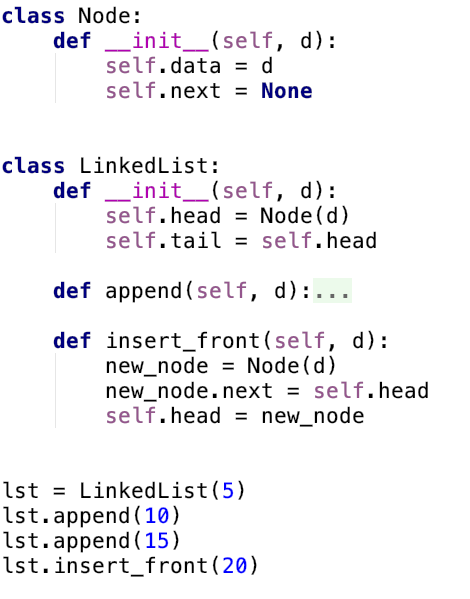 class Node:
    def __init__(self, d):
        self.data = d
        self.next = None
class LinkedList:
    def __init__(self, d):
        self.head = Node(d)
        self.tail = self.head
    def append(self, d):...
    def insert_front(self, d):
        new_node = Node(d)
        new_node.next = self.head
        self.head = new_node
lst = LinkedList(5)
lst.append(10)
lst.append(15)
lst.insert_front(20)